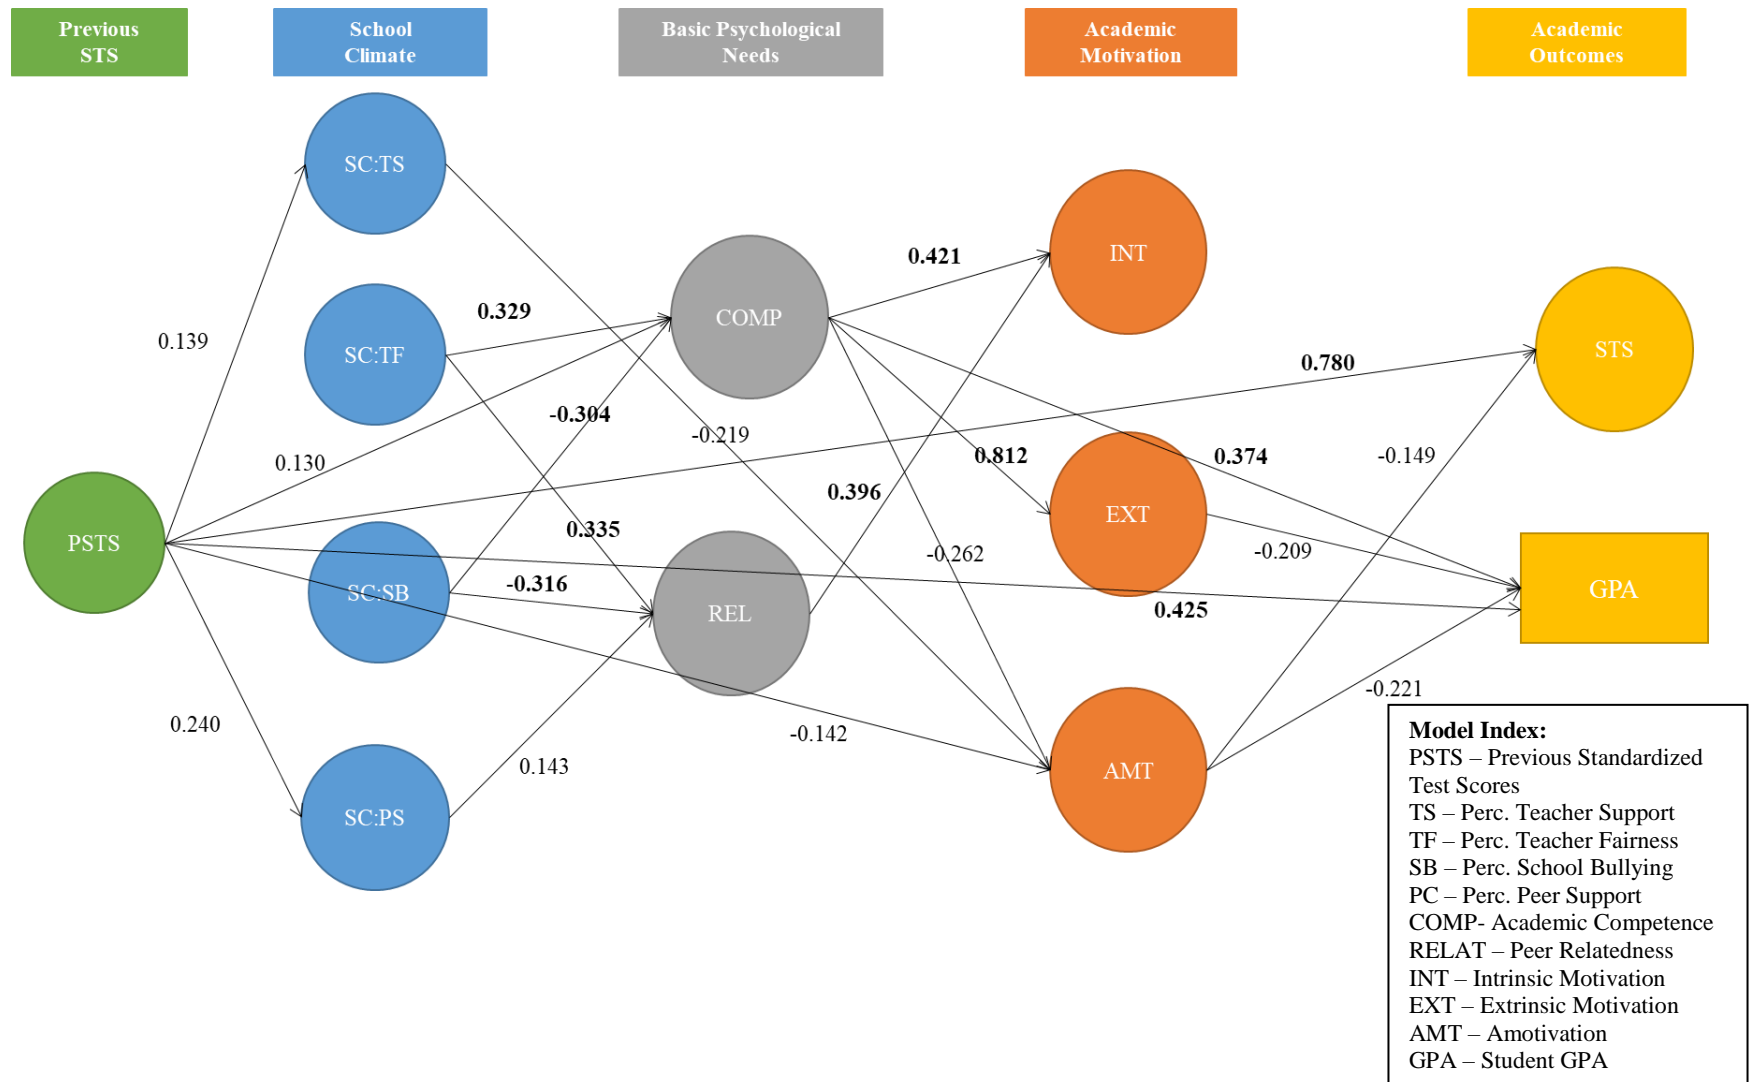 Previous
STS
School
Climate
Basic Psychological
Needs
Academic
Motivation
Academic
Outcomes
SC:TS
INT
0.421
0.329
COMP
0.139
SC:TF
STS
0.780
-0.304
-0.219
0.130
0.812
0.374
-0.149
0.396
PSTS
0.335
EXT
-0.262
-0.209
-0.316
SC:SB
REL
0.425
GPA
0.240
-0.142
-0.221
0.143
AMT
SC:PS
Model Index:
PSTS – Previous Standardized
Test Scores
TS – Perc. Teacher Support
TF – Perc. Teacher Fairness
SB – Perc. School Bullying
PC – Perc. Peer Support
COMP- Academic Competence
RELAT – Peer Relatedness
INT – Intrinsic Motivation
EXT – Extrinsic Motivation
AMT – Amotivation
GPA – Student GPA